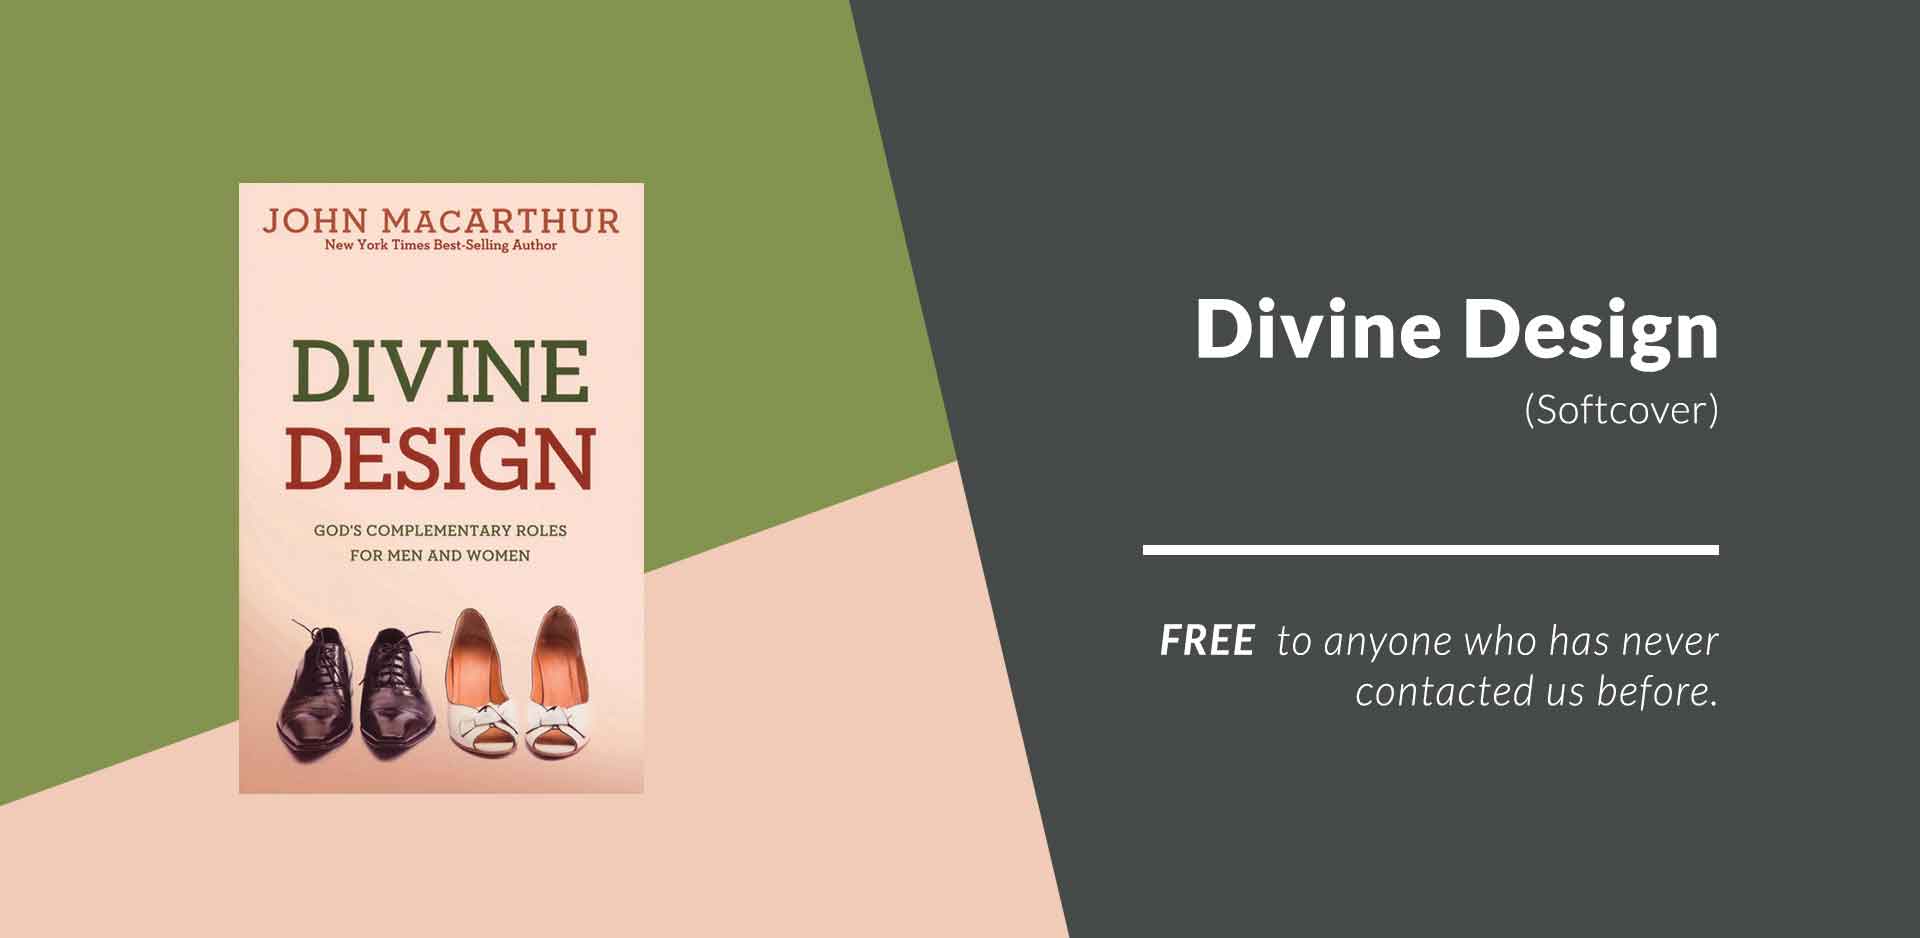 JOHN MACARTHUR
New York Times Best-Selling Author
DIVINE
DESIGN
GOD'S COMPLEMENTARY ROLES
FOR MEN AND WOMEN
Divine Design
(Softcover)
FREE to anyone who has never
contacted us before.